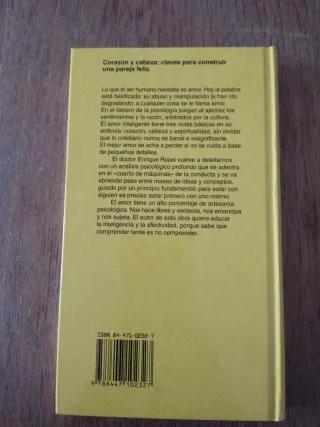 Corazón y cabeza: claves para construir
una pareja feliz.
Lo que el ser humano necesita es amor. Hoy la palabra
está falsificada: su abuso y manipulación la han ido
degradando; a cualquier cosa se le llama amor.
En el tablero de la psicología juegan al ajedrez los
sentimientos y la razón, arbitrados por la cultura.
El amor inteligente tiene tres notas básicas en su
sinfonía: corazón, cabeza y espiritualidad, sin olvidar
que lo cotidiano nunca es banal e insignificante.
El mejor amor se echa a perder si no se cuida a base
de pequeños detalles.
El doctor Enrique Rojas vuelve a deleitarnos
con un análisis psicológico profundo que se adentra
en el «cuarto de máquinas» de la conducta y se va
abriendo paso entre masas de ideas y conceptos,
guiado por un principio fundamental: para estar con
alguien es preciso estar primero con uno mismo.
El amor tiene un alto porcentaje de artesanía
psicológica. Nos hace libres y esclavos, nos emancipa
y nos sujeta. El autor de esta obra quiere educar
la inteligencia y la afectividad, porque sabe que
comprender tarde es no comprender.
ISBN 84-471-0232-7
9 788447 102327